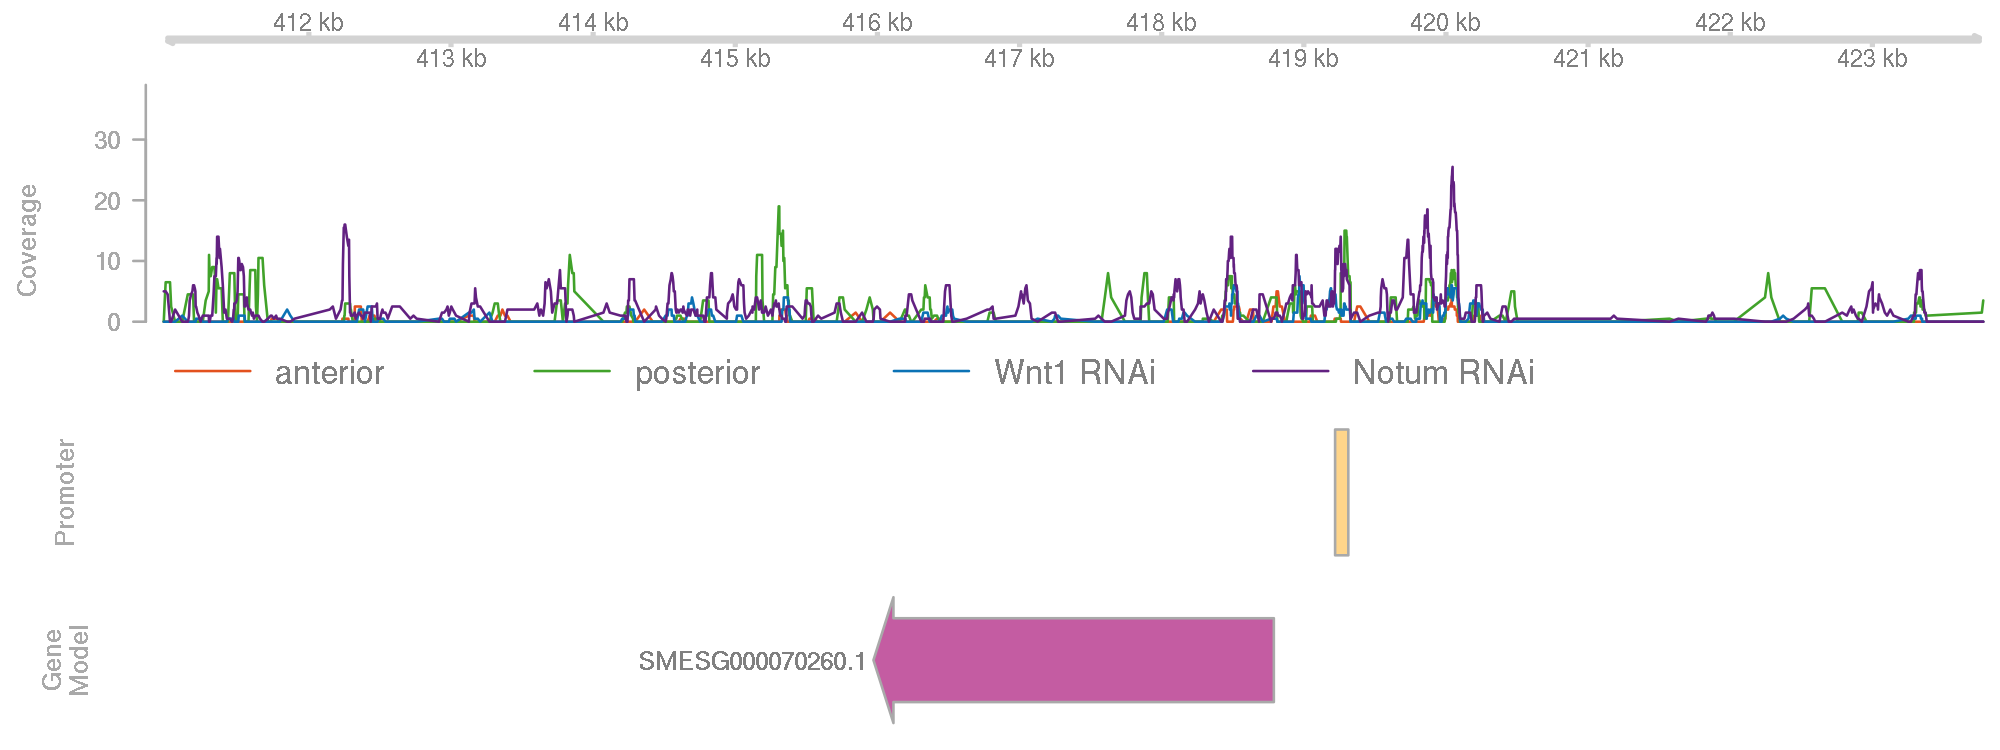 412 kb 414 kb 416 kb 418 kb 420 kb 422 kb
413 kb 415 kb 417 kb 419 kb 421 kb 423 kb
Coverage
30
20
10
0
anterior posterior Wnt1 RNAi Notum RNAi
Promoter
0
Gene
Model
SMESG000070260.1